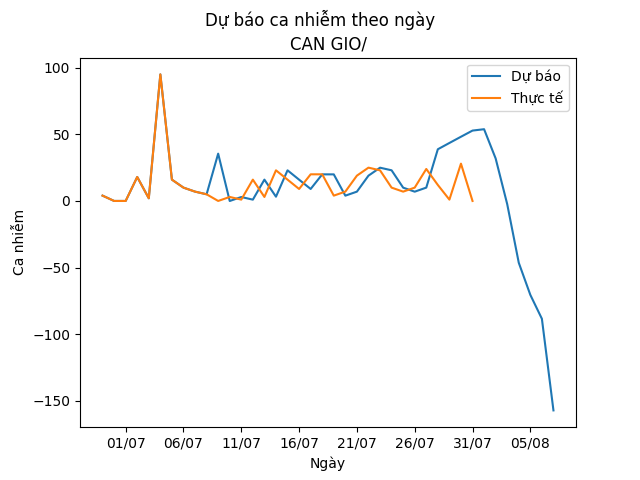 Dự báo ca nhiễm theo ngày
CAN GIO/
Dự báo
Thực tế
100
50
0
−50
−100
−150
Ca nhiễm
01/07 06/07 11/07 16/07 21/07 26/07 31/07 05/08
Ngày